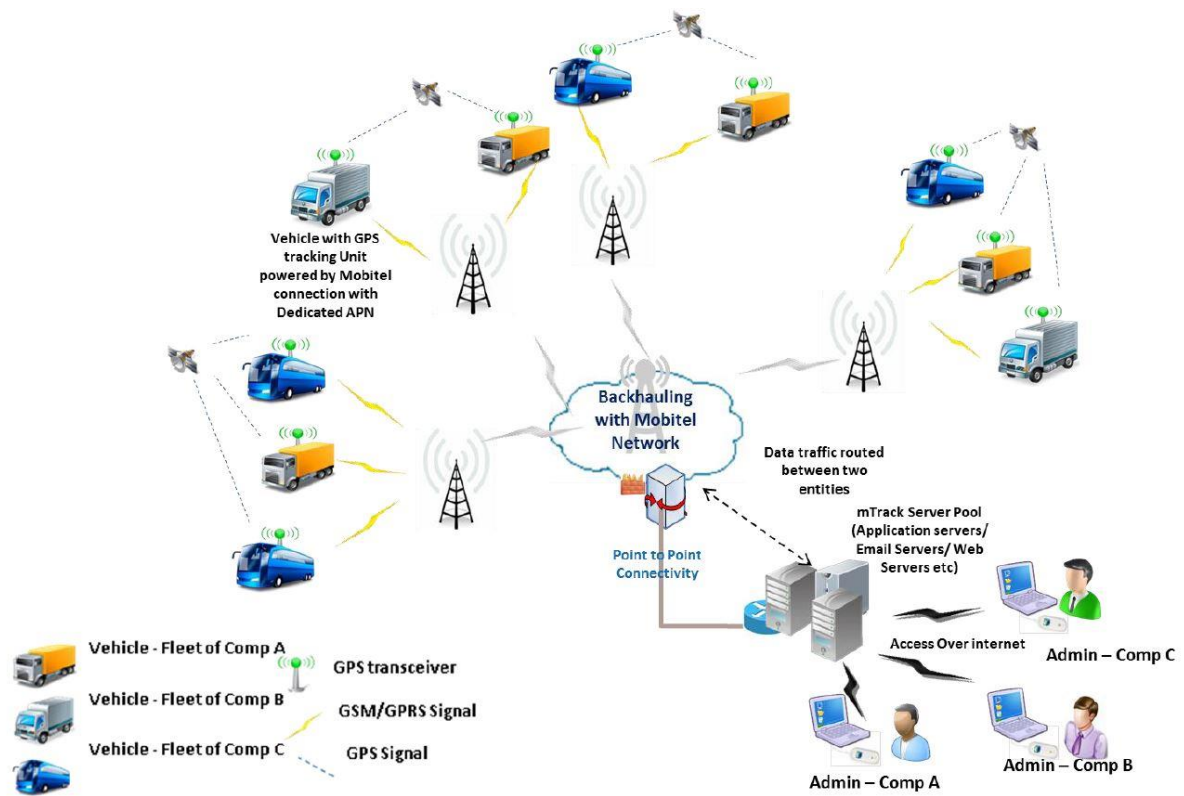 Vehicle with GPS
tracking Unit
powered by Mobitel
connection with
Dedicated APN
Backhauling
with Mobitel
Network
Data traffic routed
between two
entities
mTrack Server Pool
(Application servers/
Email Servers/ Web
Servers etc)
Point to Point
Connectivity
Access Over internet
Admin – Comp C
Admin – Comp B
Admin – Comp A
Vehicle - Fleet of Comp A
GPS transceiver
Vehicle - Fleet of Comp B
GSM/GPRS Signal
Vehicle - Fleet of Comp C
GPS Signal